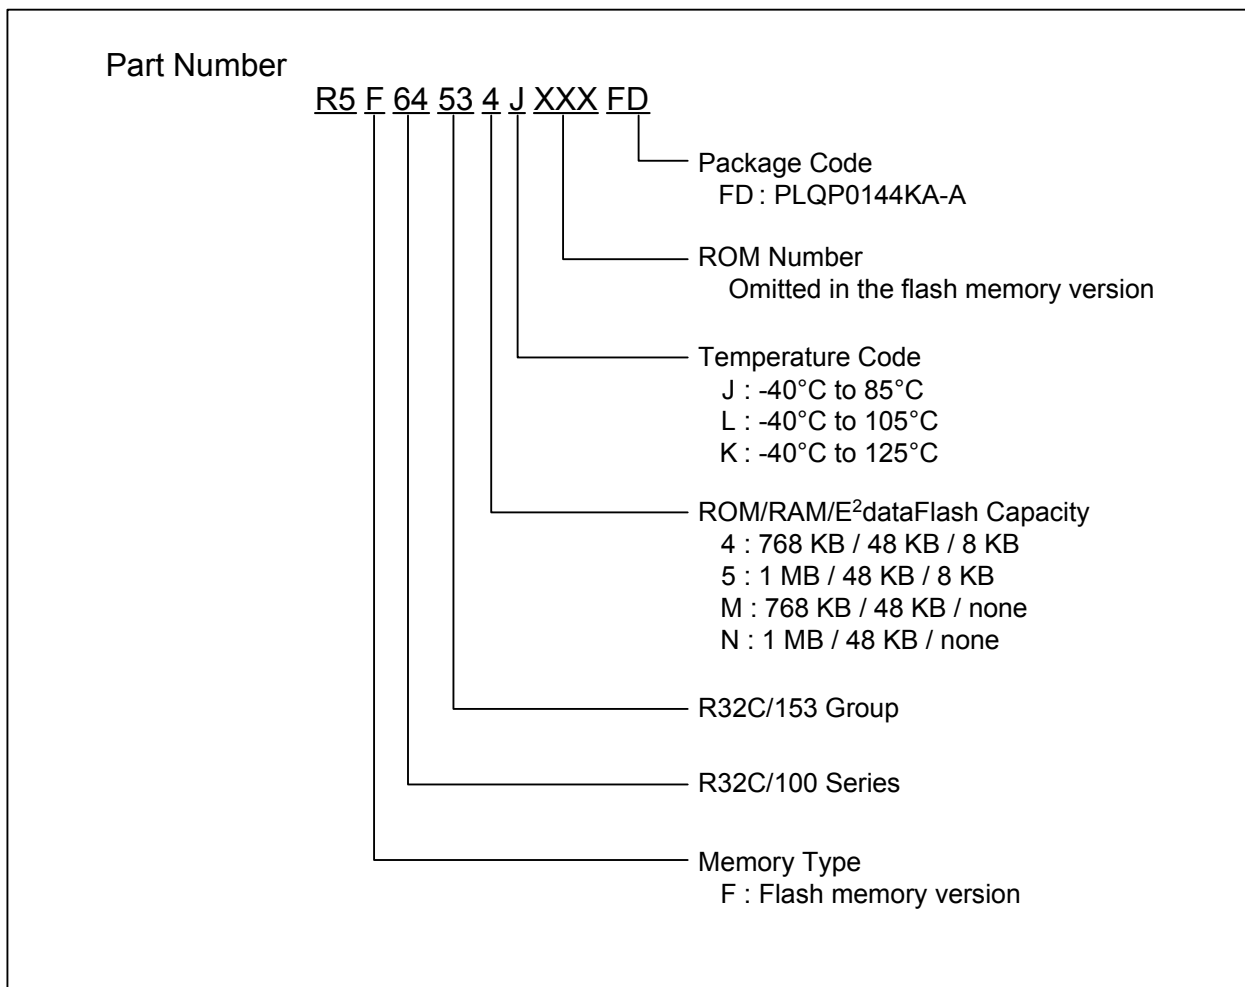 Part Number
R5 F 64 53 4 J XXX FD
Package Code
FD : PLQP0144KA-A
ROM Number
Omitted in the flash memory version
Temperature Code
J : -40°C to 85°C
L : -40°C to 105°C
K : -40°C to 125°C
ROM/RAM/E²dataFlash Capacity
4 : 768 KB / 48 KB / 8 KB
5 : 1 MB / 48 KB / 8 KB
M : 768 KB / 48 KB / none
N : 1 MB / 48 KB / none
R32C/153 Group
R32C/100 Series
Memory Type
F : Flash memory version